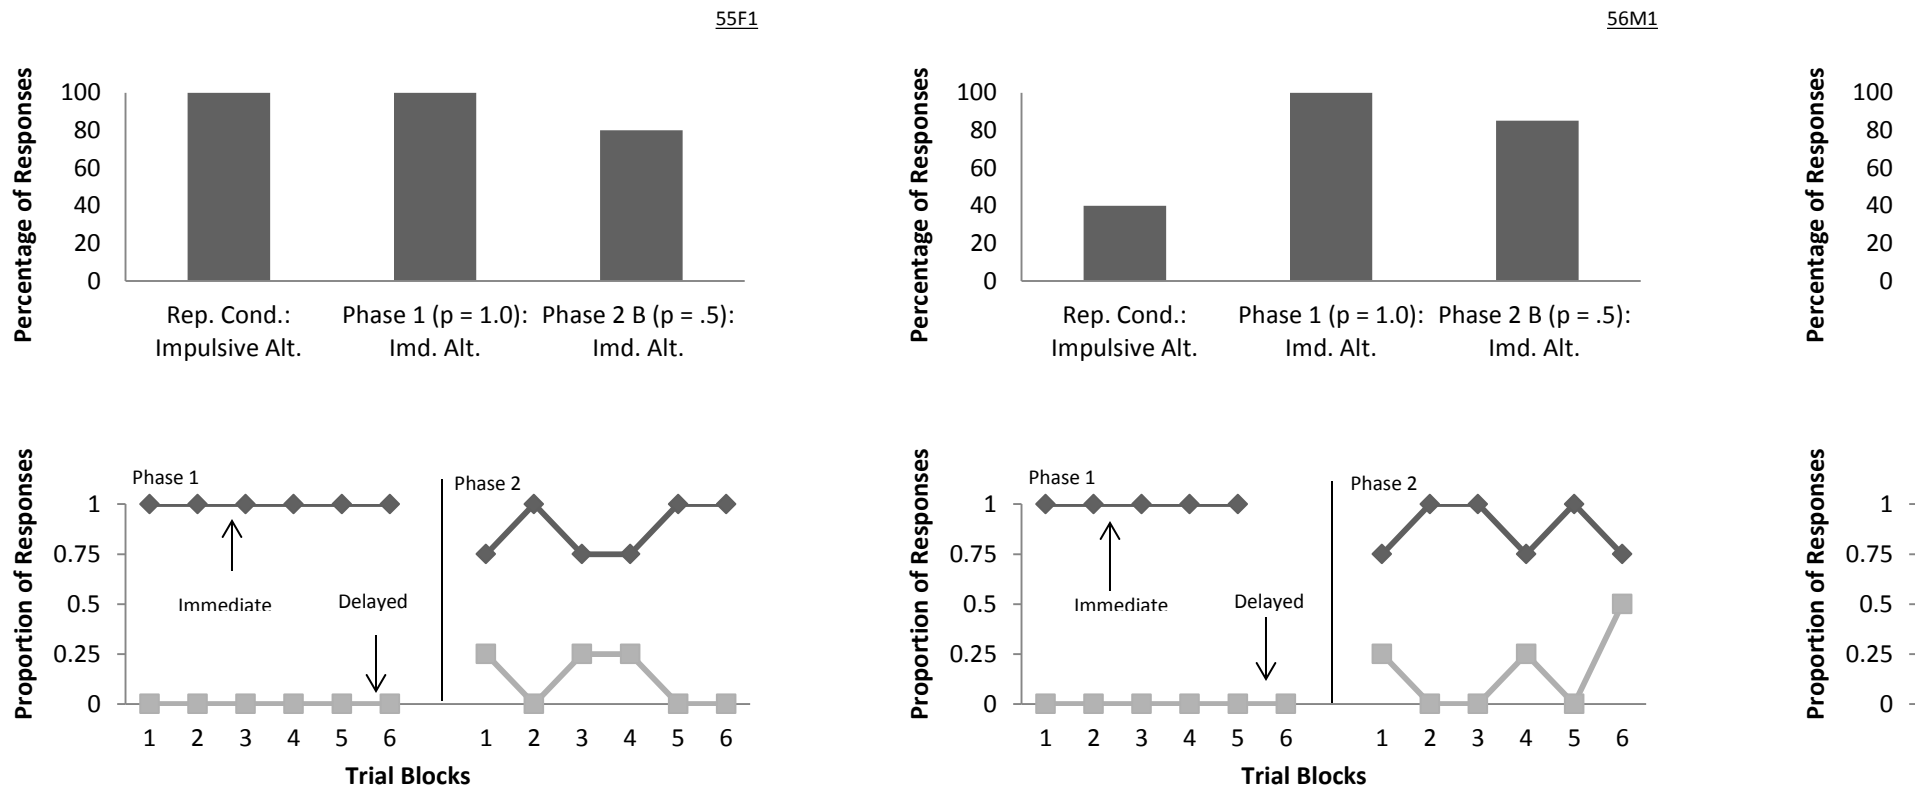 55F1
Percentage of Responses
100
80
60
40
20
0
Rep. Cond.:
Impulsive Alt.
Phase 1 (p = 1.0):
Imd. Alt.
Phase 2 B (p = .5):
Imd. Alt.
56M1
Percentage of Responses
100
80
60
40
20
0
Rep. Cond.:
Impulsive Alt.
Phase 1 (p = 1.0):
Imd. Alt.
Phase 2 B (p = .5):
Imd. Alt.
Percentage of Responses
100
80
60
40
20
0
Proportion of Responses
1
0.75
0.5
0.25
0
Phase 1
Phase 2
Immediate
Delayed
1 2 3 4 5 6 1 2 3 4 5 6
Trial Blocks
Proportion of Responses
1
0.75
0.5
0.25
0
Phase 1
Phase 2
Immediate
Delayed
1 2 3 4 5 6 1 2 3 4 5 6
Trial Blocks
Proportion of Responses
1
0.75
0.5
0.25
0